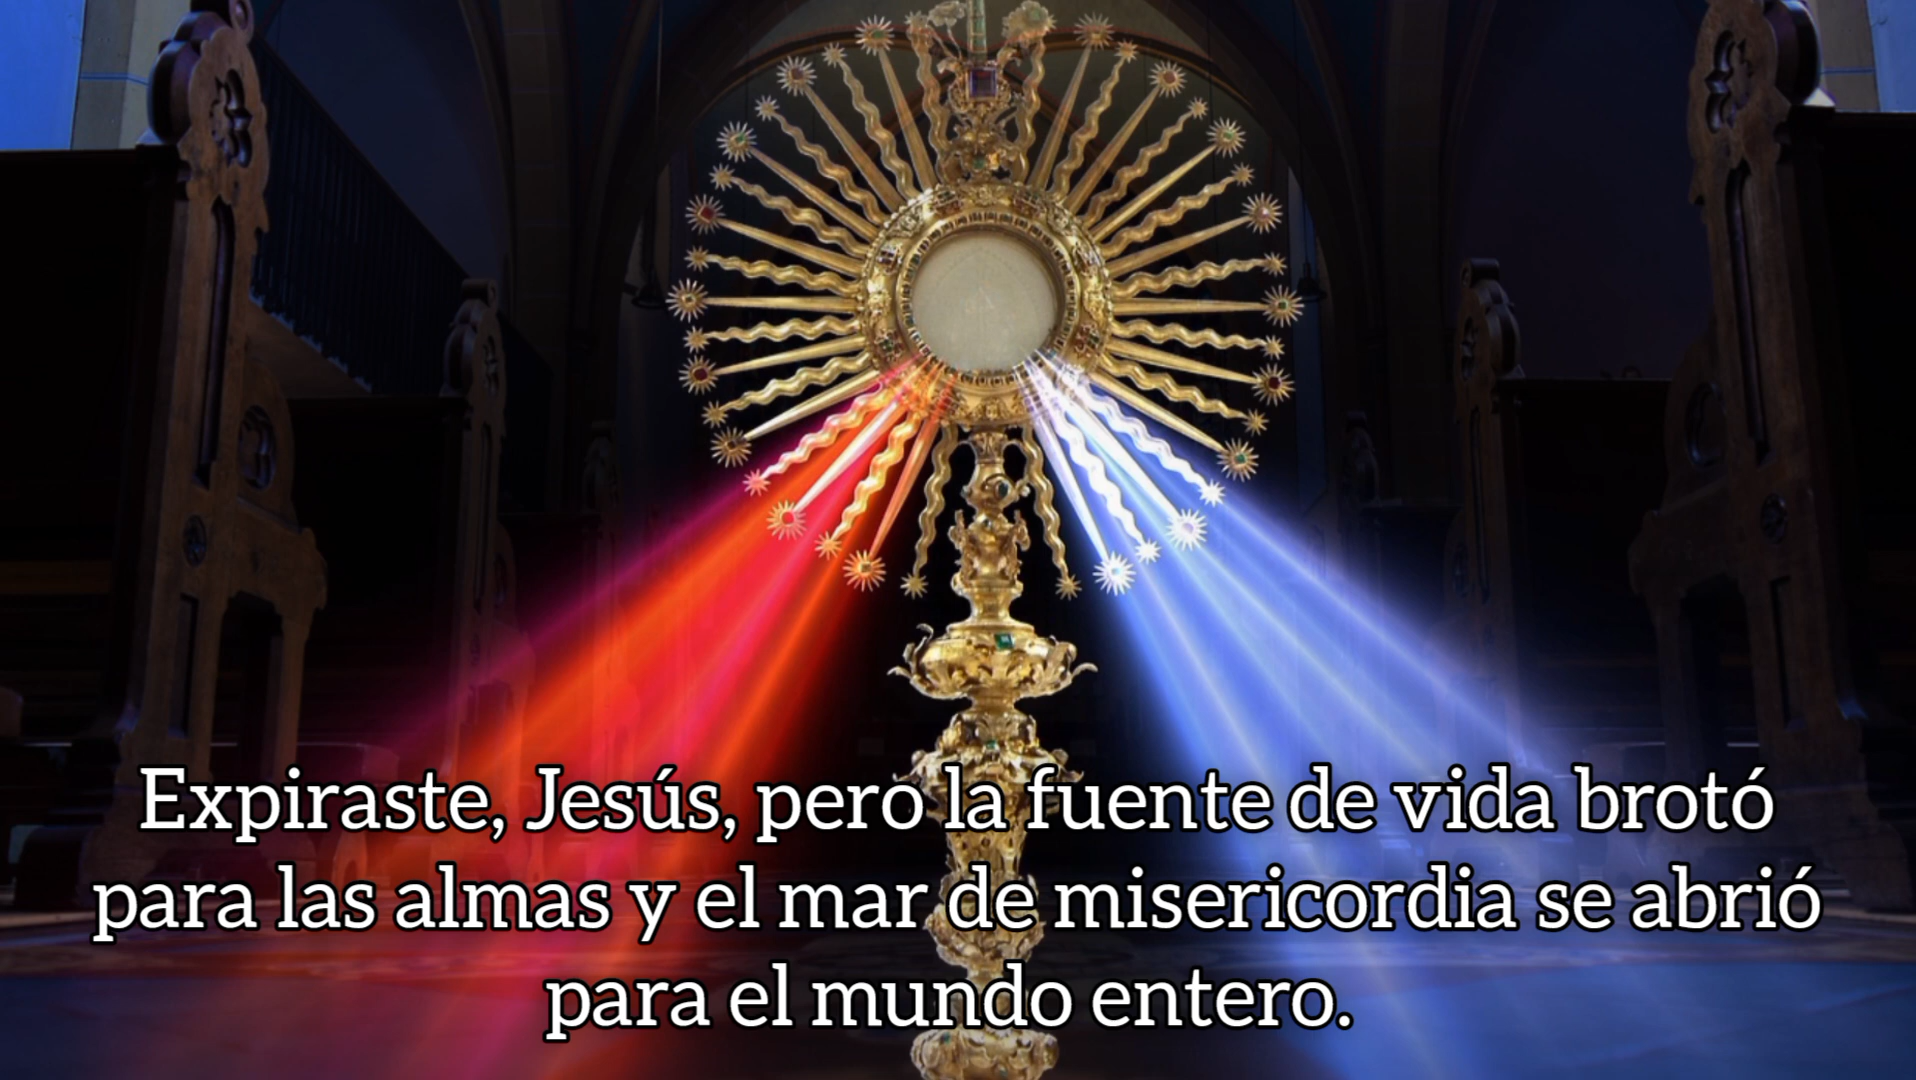 Expiraste, Jesús, pero la fuente de vida brotó
para las almas y el mar de misericordia se abrió
para el mundo entero.